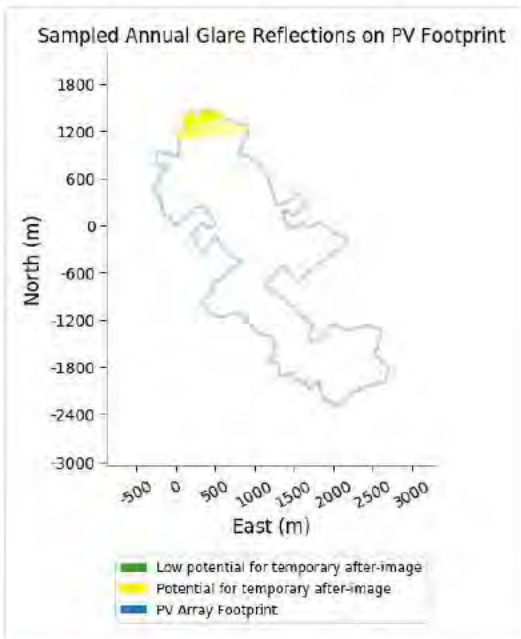 Sampled Annual Glare Reflections on PV Footprint
1800
1200
600
0
-600
-1200
-1800
-2400
-3000
North (m)
-500
0
500
1000
1500
2000
2500
3000
East (m)
Low potential for temporary after-image
Potential for temporary after-image
PV Array Footprint